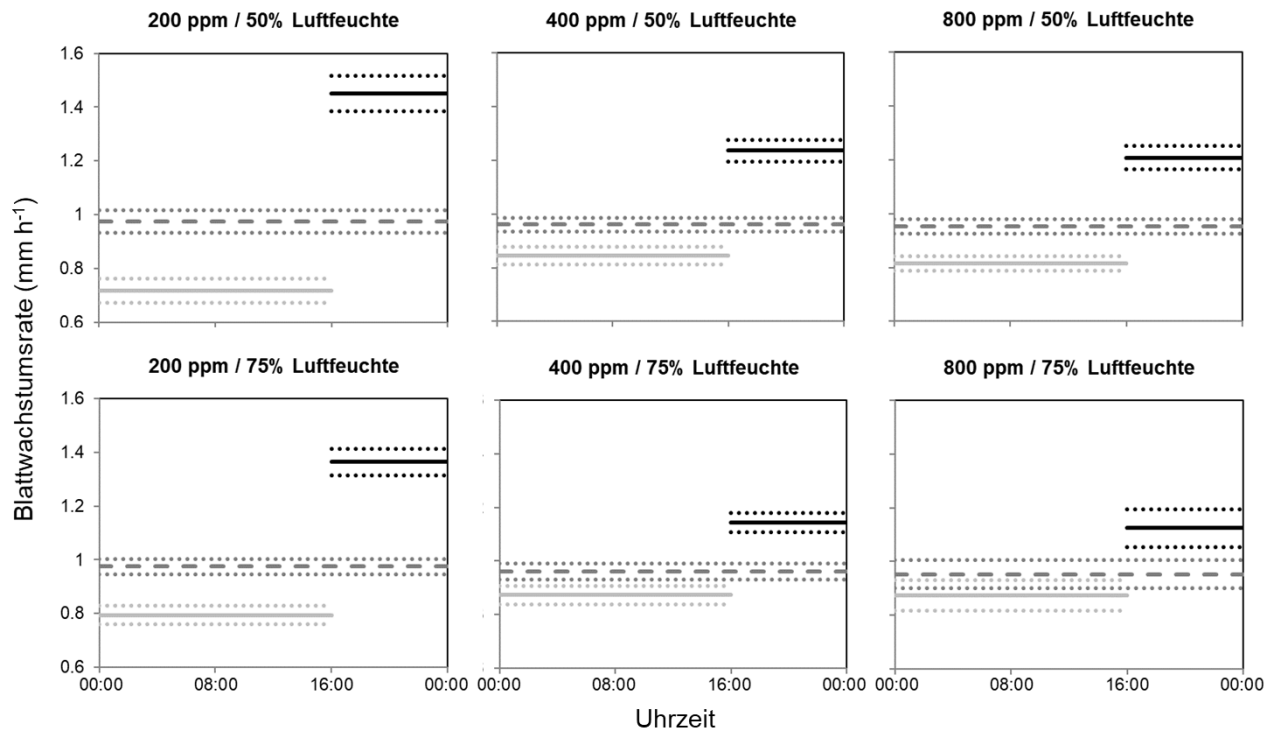 200 ppm / 50% Luftfeuchte
400 ppm / 50% Luftfeuchte
800 ppm / 50% Luftfeuchte
1.6
1.4
1.2
1
0.8
0.6
200 ppm / 75% Luftfeuchte
400 ppm / 75% Luftfeuchte
800 ppm / 75% Luftfeuchte
1.6
1.4
1.2
1
0.8
0.6
Blattwachstumsrate (mm h⁻¹)
00:00 08:00 16:00 00:00
00:00 08:00 16:00 00:00
00:00 08:00 16:00 00:00
Uhrzeit